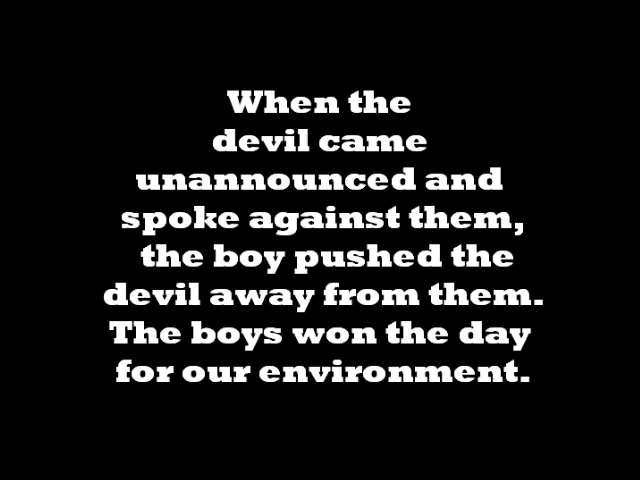 When the
devil came
unannounced and
spoke against them,
the boy pushed the
devil away from them.
The boys won the day
for our environment.